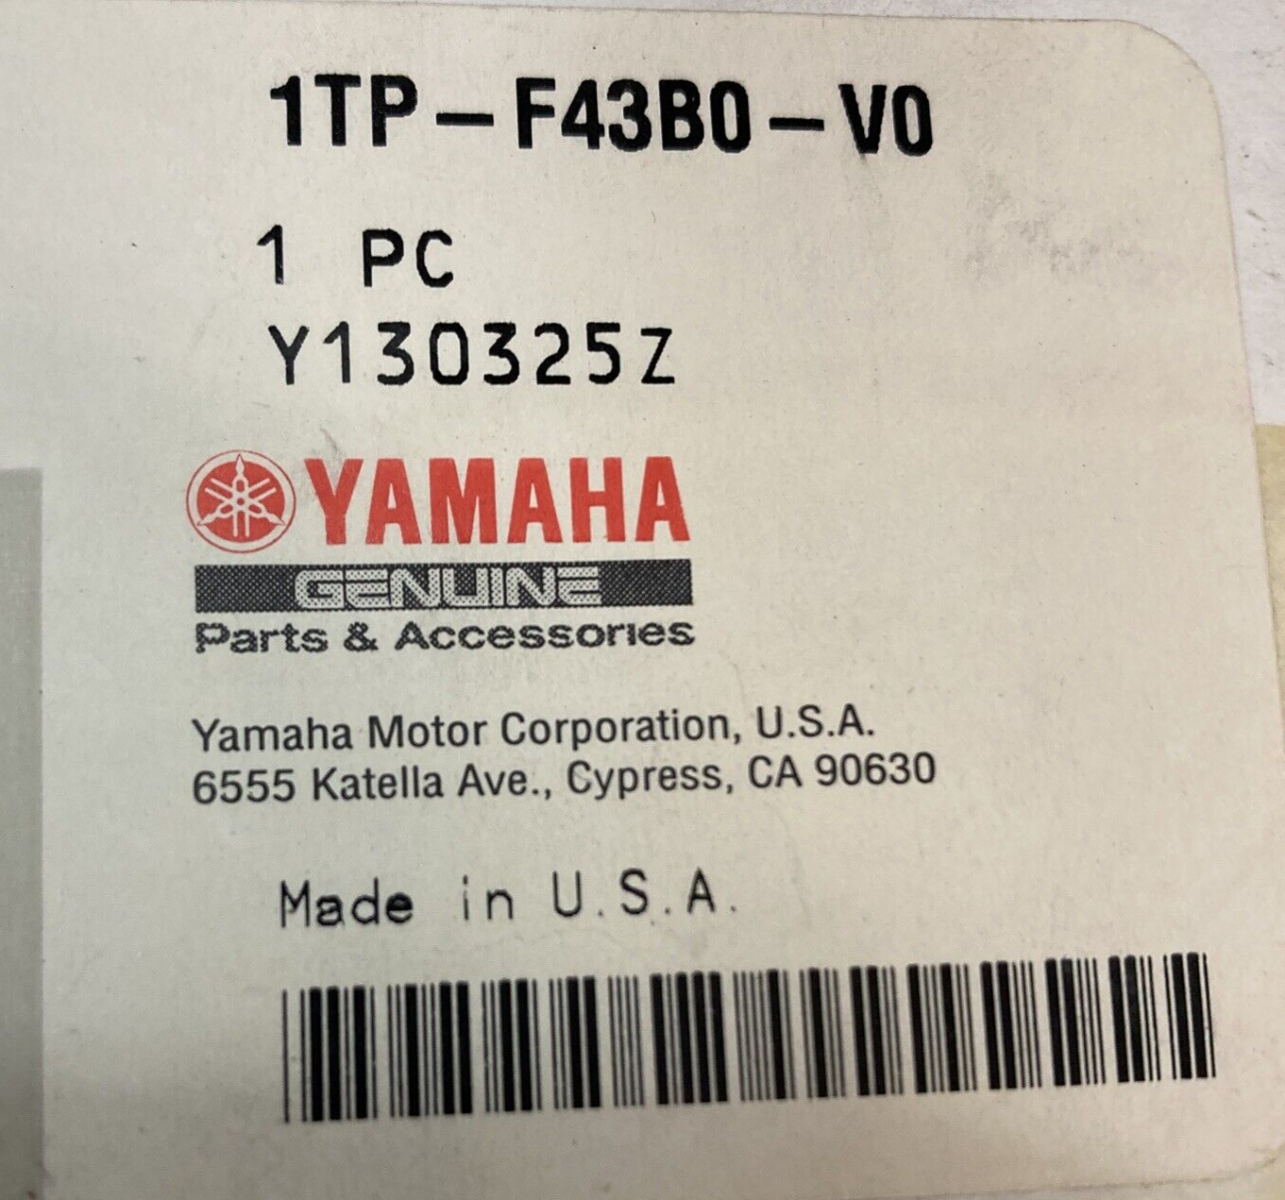 1TP-F43B0-V0
1 PC
Y130325Z
YAMAHA
GENUINE
Parts & Accessories
Yamaha Motor Corporation, U.S.A.
6555 Katella Ave., Cypress, CA 90630
Made in U.S.A.